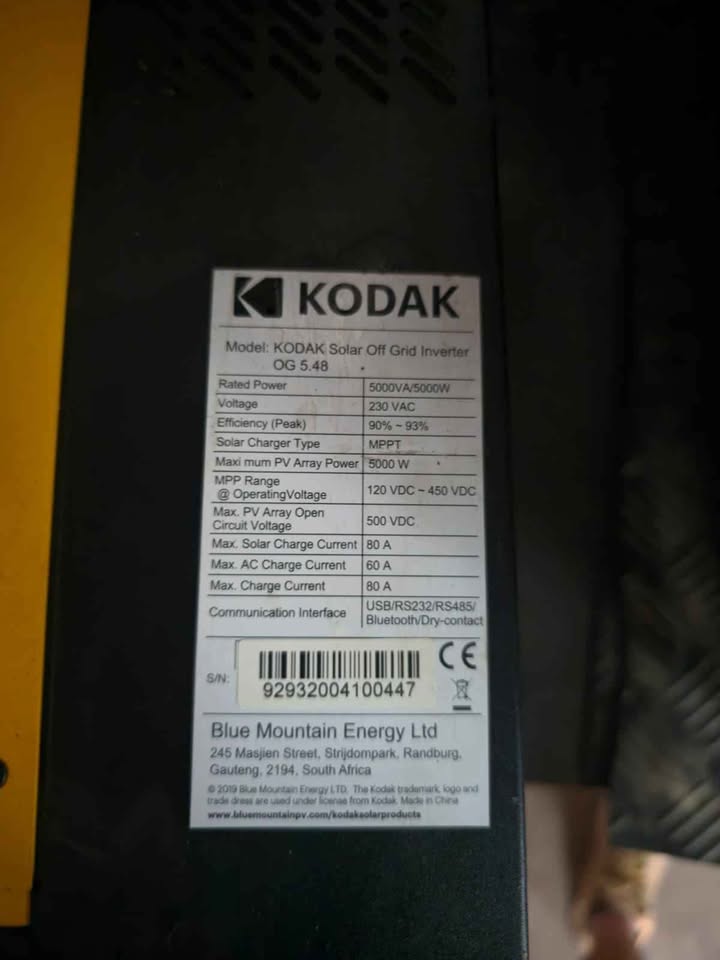 KODAK
Model: KODAK Solar Off Grid Inverter
OG 5.48
Rated Power 5000VA/5000W
Voltage 230 VAC
Efficiency (Peak) 90% ~ 93%
Solar Charger Type MPPT
Maxi mum PV Array Power 5000 W
MPP Range
@ OperatingVoltage 120 VDC ~ 450 VDC
Max. PV Array Open
Circuit Voltage 500 VDC
Max. Solar Charge Current 80 A
Max. AC Charge Current 60 A
Max. Charge Current 80 A
Communication Interface USB/RS232/RS485/
Bluetooth/Dry-contact
CE
S/N:
92932004100447
Blue Mountain Energy Ltd
245 Masjien Street, Strijdompark, Randburg,
Gauteng, 2194, South Africa
© 2019 Blue Mountain Energy LTD. The Kodak trademark, logo and
trade dress are used under license from Kodak. Made in China
www.bluemountainpv.com/kodaksolarproducts